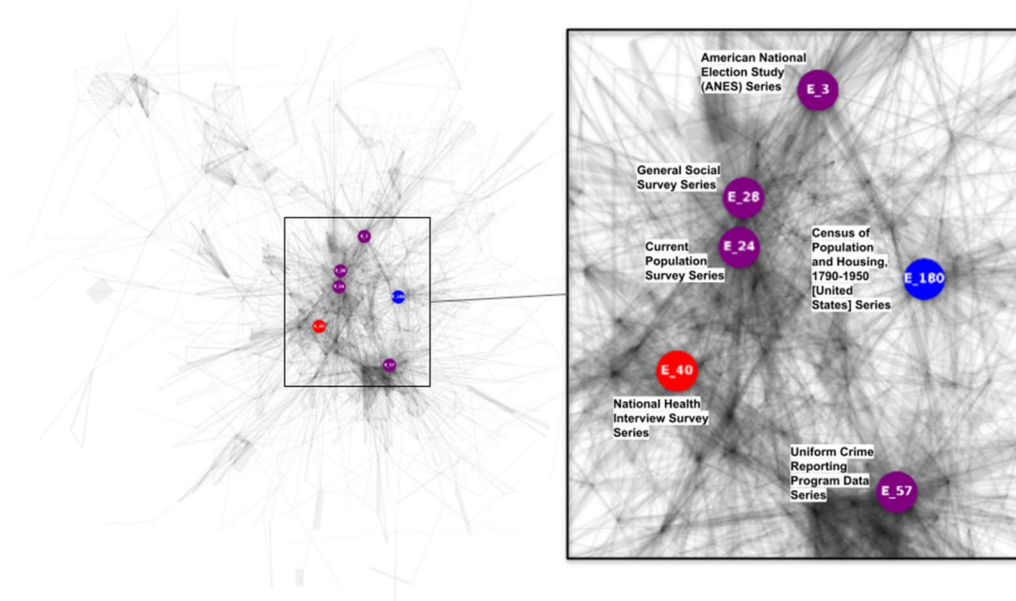 American National
Election Study
(ANES) Series
E_3
General Social
Survey Series
E_28
Current
Population
Survey Series
E_24
Census of
Population
and Housing,
1790-1950
[United
States] Series
E_180
E_40
National Health
Interview Survey
Series
Uniform Crime
Reporting
Program Data
Series
E_57